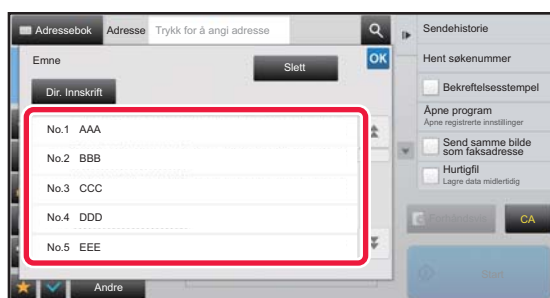 Adressebok Adresse Trykk for å angi adresse
Emne
Slett
OK
Dir. Innskrift
No.1 AAA
No.2 BBB
No.3 CCC
No.4 DDD
No.5 EEE
Andre
Sendehistorie
Hent søkenummer
Bekreftelsesstempel
Åpne program
Åpne registrerte innstillinger
Send samme bilde
som faksadresse
Hurtigfil
Lagre data midlertidig
CA
Start